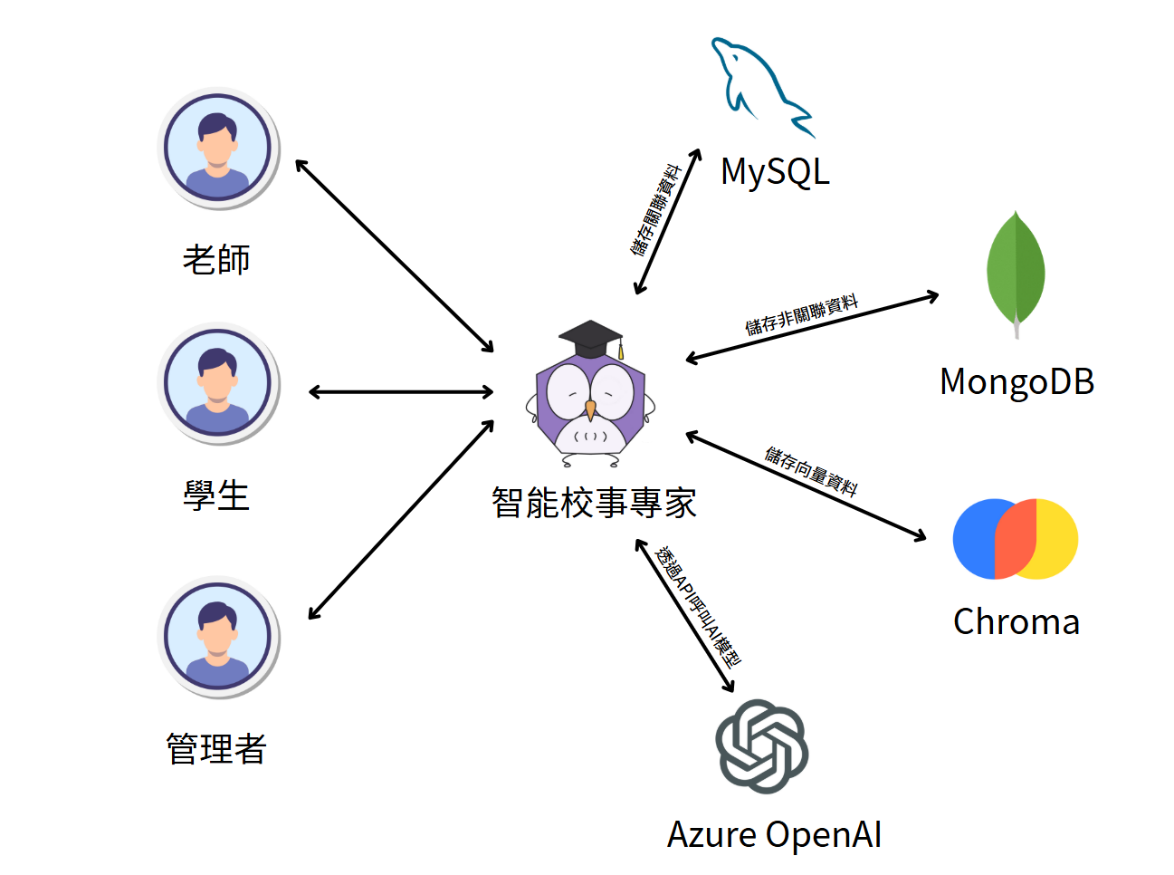 老師
學生
管理者
智能校事專家
儲存關聯資料
MySQL
儲存非關聯資料
MongoDB
儲存向量資料
Chroma
透過API呼叫AI模型
Azure OpenAI